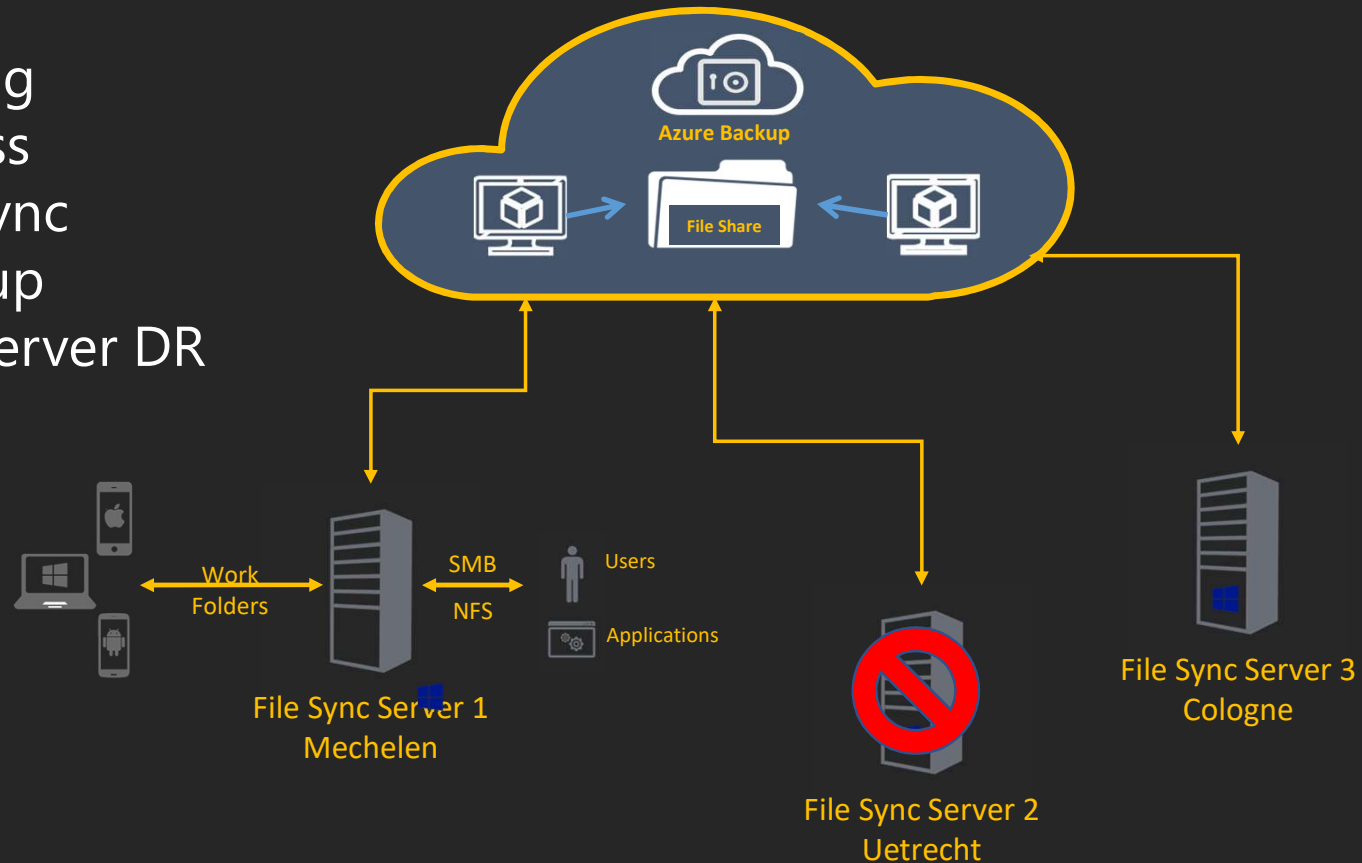 g
ss
ync
up
erver DR
Azure Backup
File Share
Work
Folders
SMB
NFS
Users
Applications
File Sync Server 1
Mechelen
File Sync Server 2
Uetrecht
File Sync Server 3
Cologne